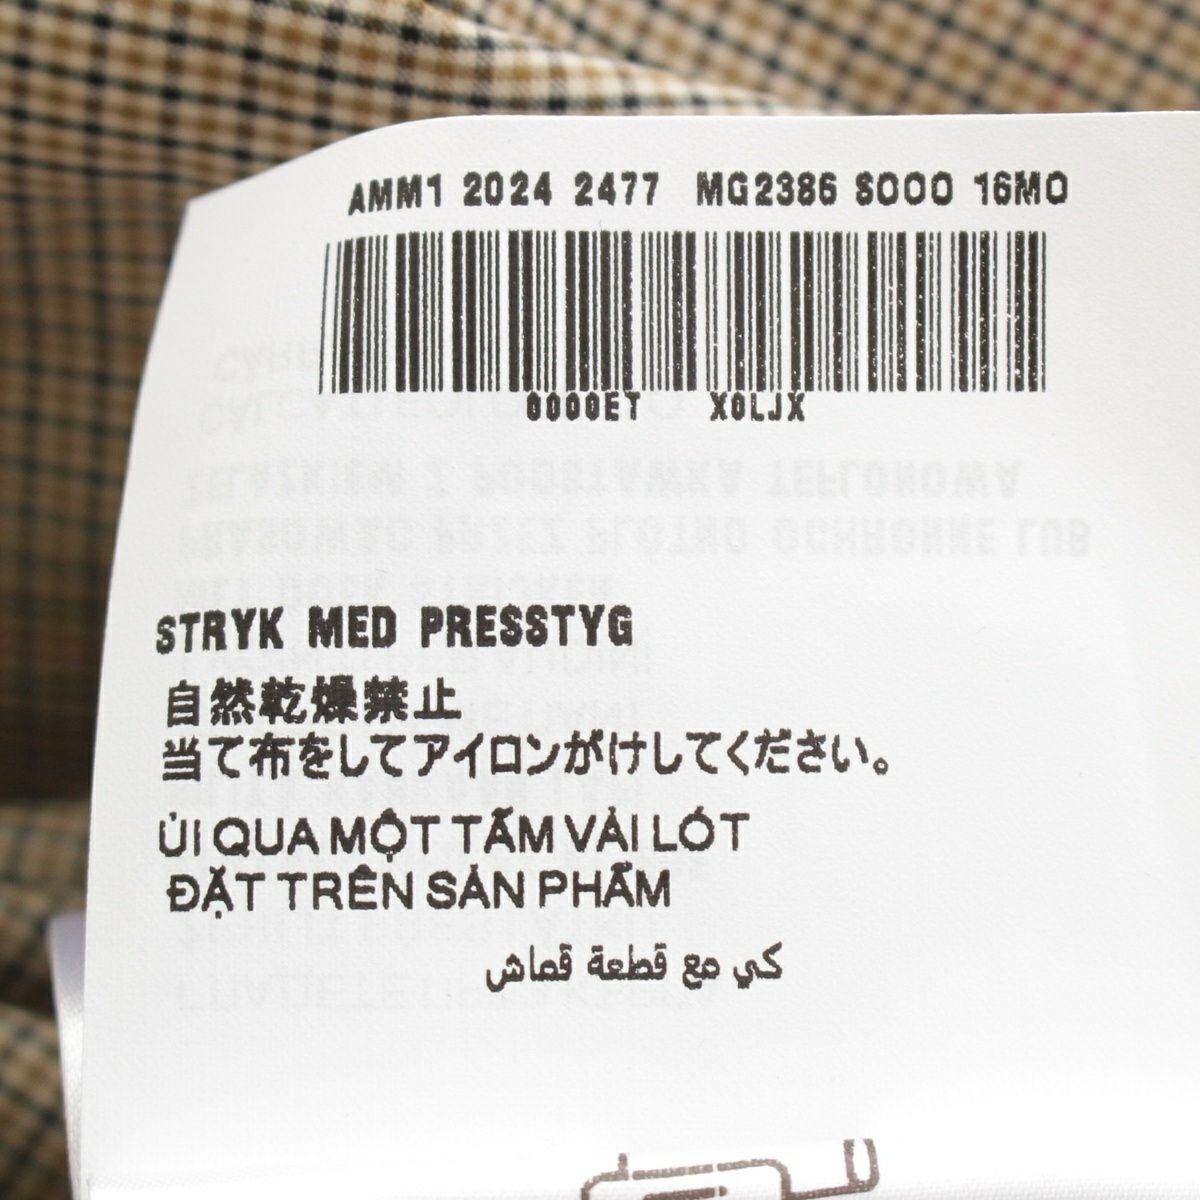 AMM1 2024 2477 MG2386 S000 16MO
0000ET X0LJX
STRYK MED PRESSTYG
自然乾燥禁止
当て布をしてアイロンがけしてください。
ỦI QUA MỘT TẤM VẢI LÓT
ĐẶT TRÊN SẢN PHẨM
كي مع قطعة قماش